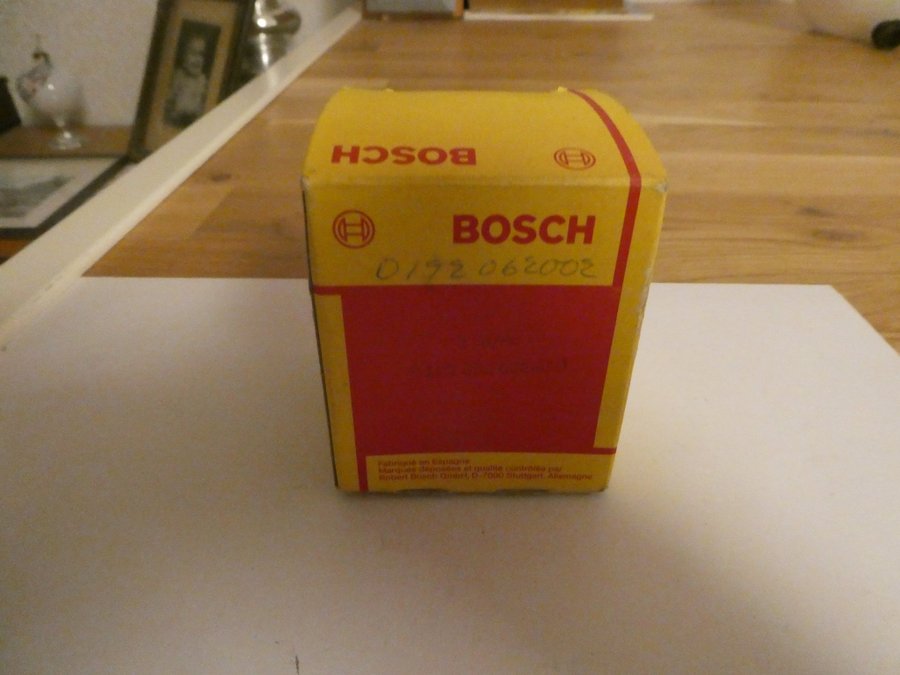 BOSCH
BOSCH
0192 062002
Fabriqué en Espagne
Marques déposées et qualité contrôlée par
Robert Bosch GmbH, D-7000 Stuttgart, Allemagne